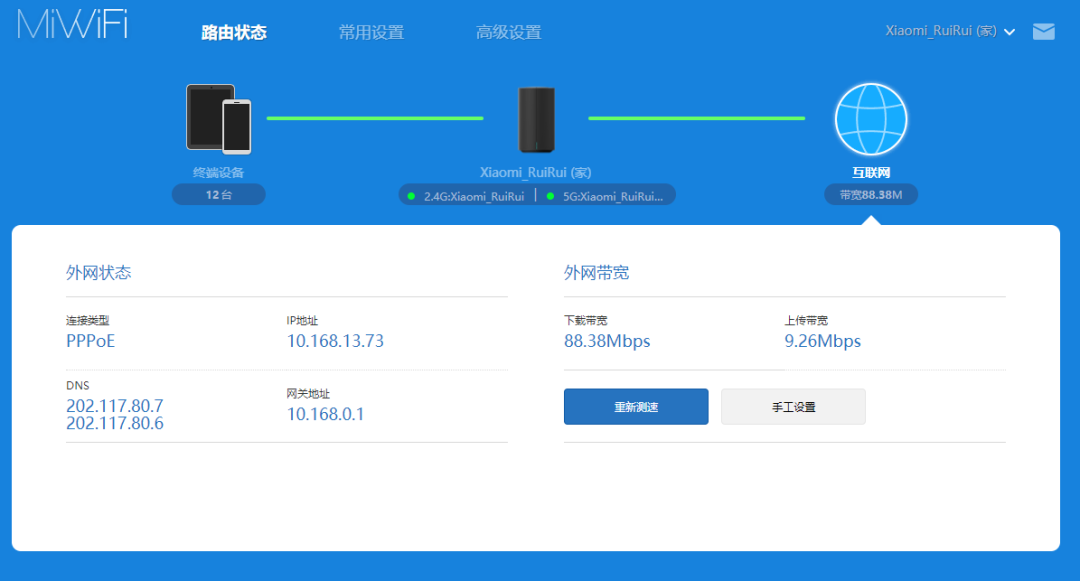 MiWiFi
路由状态
常用设置
高级设置
Xiaomi_RuiRui (家)
终端设备
12台
Xiaomi_RuiRui (家)
2.4G:Xiaomi_RuiRui
5G:Xiaomi_RuiRui...
互联网
带宽88.38M
外网状态
连接类型
PPPoE
IP地址
10.168.13.73
DNS
202.117.80.7
202.117.80.6
网关地址
10.168.0.1
外网带宽
下载带宽
88.38Mbps
上传带宽
9.26Mbps
重新测速
手工设置